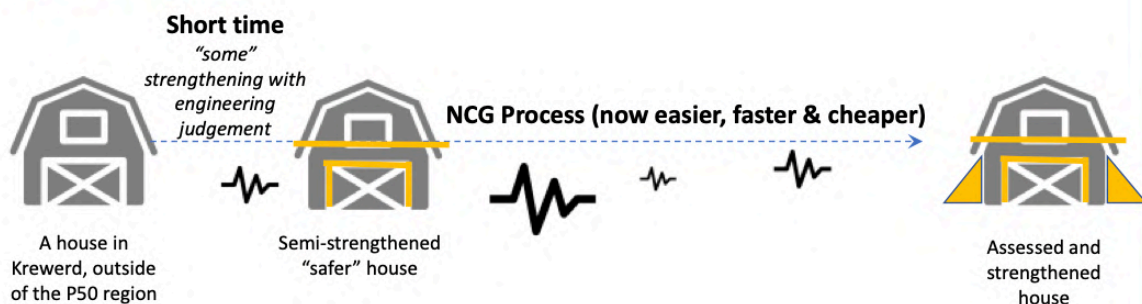 Short time
“some”
strengthening with
engineering
judgement
NCG Process (now easier, faster & cheaper)
A house in
Krewerd, outside
of the P50 region
Semi-strengthened
“safer” house
Assessed and
strengthened
house